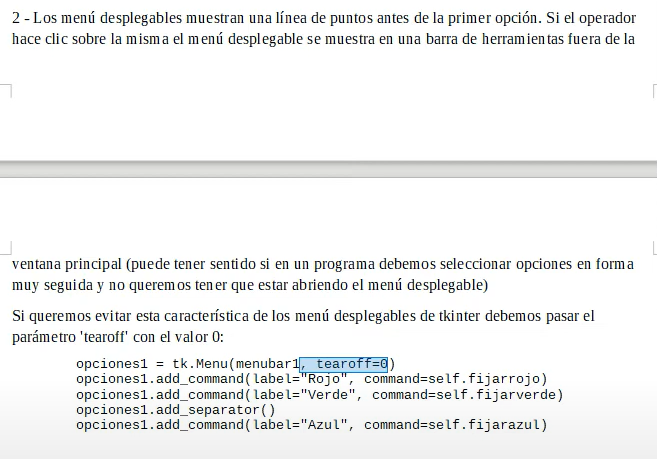 2 - Los menú desplegables muestran una línea de puntos antes de la primer opción. Si el operador
hace clic sobre la misma el menú desplegable se muestra en una barra de herramientas fuera de la
ventana principal (puede tener sentido si en un programa debemos seleccionar opciones en forma
muy seguida y no queremos tener que estar abriendo el menú desplegable)
Si queremos evitar esta característica de los menú desplegables de tkinter debemos pasar el
parámetro 'tearoff' con el valor 0:
opciones1 = tk.Menu(menubar1, tearoff=0)
opciones1.add_command(label="Rojo", command=self.fijarrojo)
opciones1.add_command(label="Verde", command=self.fijarverde)
opciones1.add_separator()
opciones1.add_command(label="Azul", command=self.fijarazul)